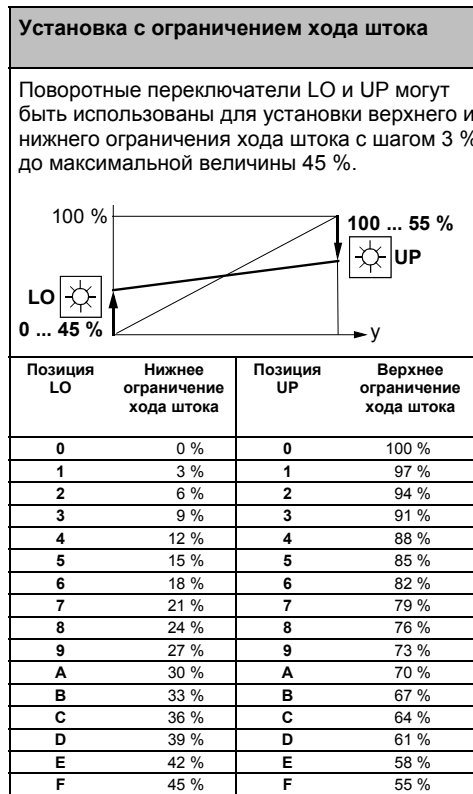 Установка с ограничением хода штока
Поворотные переключатели LO и UP могут
быть использованы для установки верхнего и
нижнего ограничения хода штока с шагом 3 %
до максимальной величины 45 %.
100 %
100 ... 55 %
UP
LO
0 ... 45 %
y
Позиция LO Нижнее ограничение хода штока Позиция UP Верхнее ограничение хода штока
0 0 % 0 100 %
1 3 % 1 97 %
2 6 % 2 94 %
3 9 % 3 91 %
4 12 % 4 88 %
5 15 % 5 85 %
6 18 % 6 82 %
7 21 % 7 79 %
8 24 % 8 76 %
9 27 % 9 73 %
A 30 % A 70 %
B 33 % B 67 %
C 36 % C 64 %
D 39 % D 61 %
E 42 % E 58 %
F 45 % F 55 %